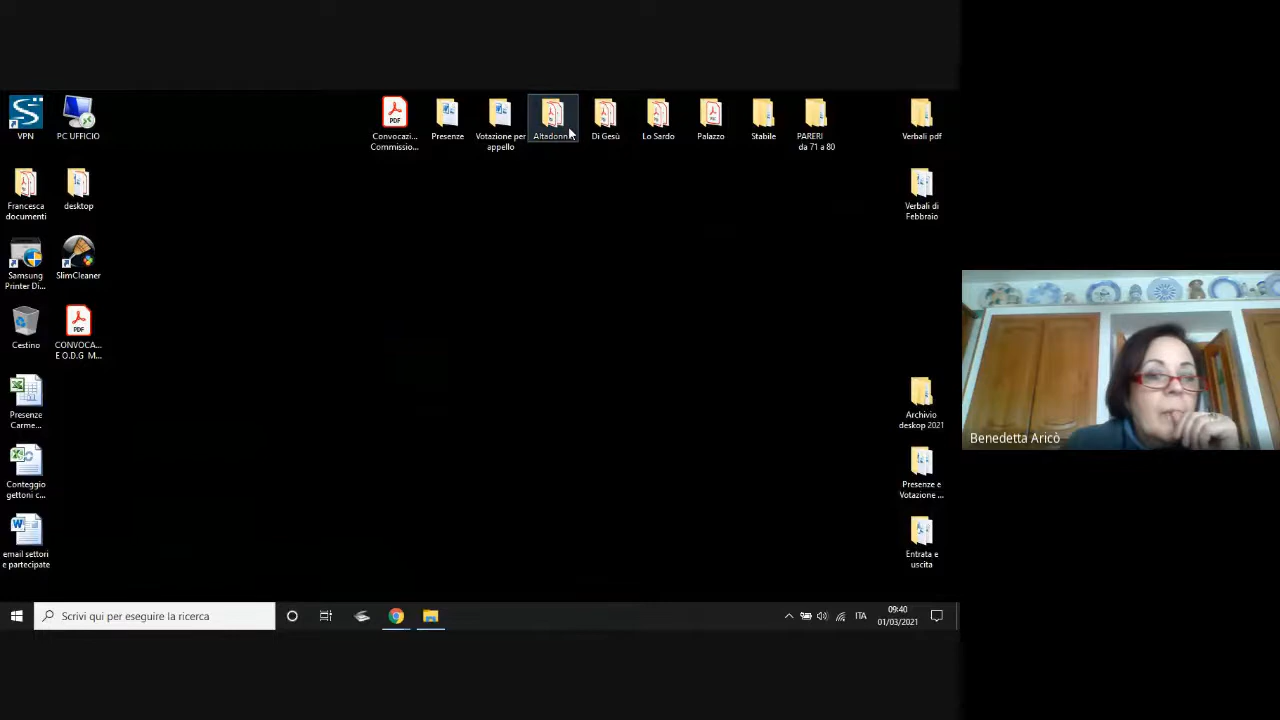 VPN
PC UFFICIO
PDF
Convocazi...
Commissio...
Presenze
Votazione per
appello
Altadonn
Di Gesù
Lo Sardo
Palazzo
Stabile
PARERI
da 71 a 80
Verbali pdf
Francesca
documenti
desktop
Verbali di
Febbraio
Samsung
Printer Di...
SlimCleaner
Cestino
PDF
CONVOCA...
E O.D.G M...
Presenze
Carme...
Archivio
deskop 2021
Conteggio
gettoni c...
Presenze e
Votazione ...
email settori
e partecipate
Entrata e
uscita
Benedetta Aricò
Scrivi qui per eseguire la ricerca
ITA
09:40
01/03/2021